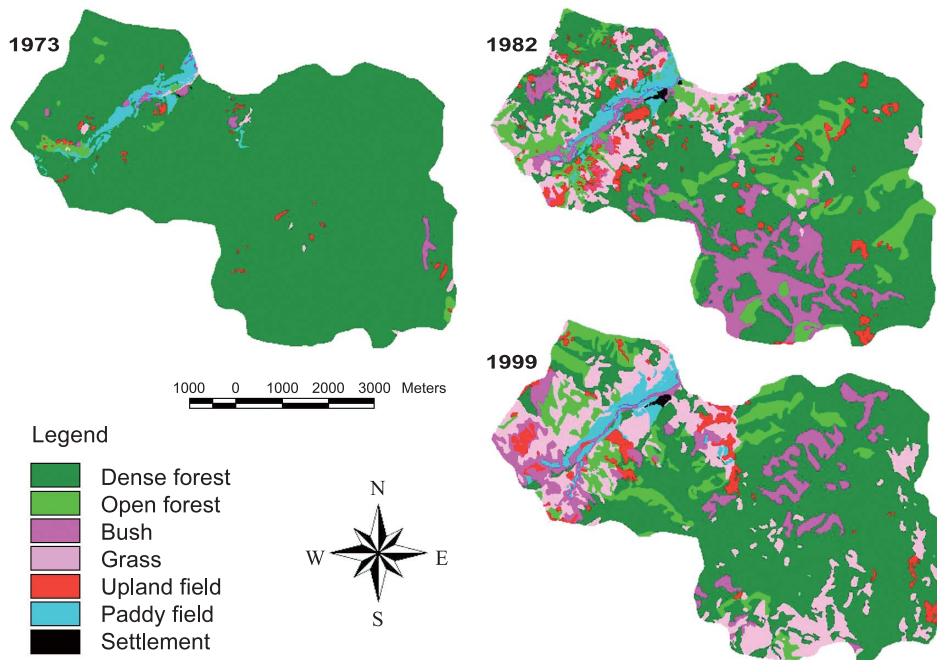 1973
1982
1999
1000 0 1000 2000 3000 Meters
Legend
Dense forest
Open forest
Bush
Grass
Upland field
Paddy field
Settlement
N
W E
S